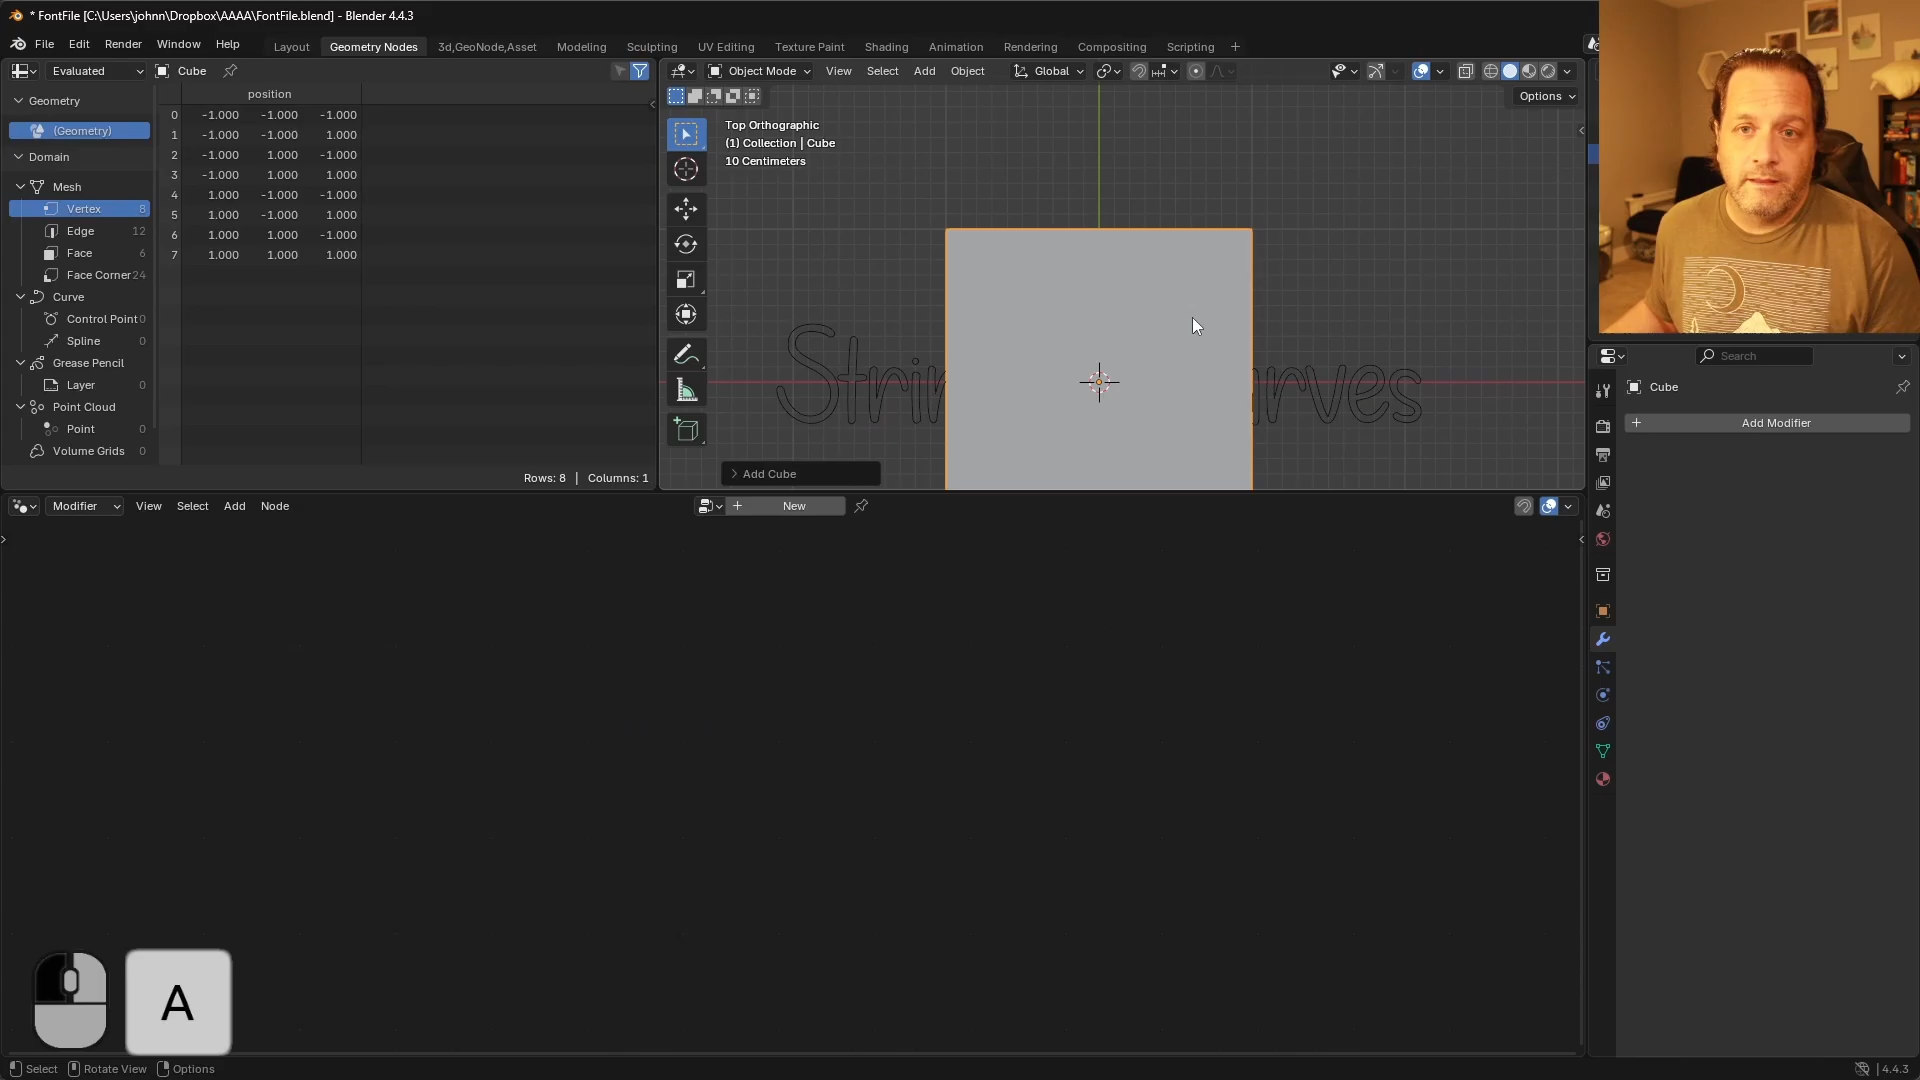 * FontFile [C:\Users\johnn\Dropbox\AAAA\FontFile.blend] - Blender 4.4.3
File Edit Render Window Help Layout Geometry Nodes 3d,GeoNode,Asset Modeling Sculpting UV Editing Texture Paint Shading Animation Rendering Compositing Scripting +
Evaluated Cube
Object Mode View Select Add Object Global
Options
position
Geometry
(Geometry)
Domain
Mesh
Vertex 8
Edge 12
Face 6
Face Corner 24
Curve
Control Point 0
Spline 0
Grease Pencil
Layer 0
Point Cloud
Point 0
Volume Grids 0
0 -1.000 -1.000 -1.000
1 -1.000 -1.000 1.000
2 -1.000 1.000 -1.000
3 -1.000 1.000 1.000
4 1.000 -1.000 -1.000
5 1.000 -1.000 1.000
6 1.000 1.000 -1.000
7 1.000 1.000 1.000
Rows: 8 | Columns: 1
Top Orthographic
(1) Collection | Cube
10 Centimeters
Strin urves
Add Cube
Search
Cube
+ Add Modifier
Modifier View Select Add Node
+ New
A
Select Rotate View Options
4.4.3